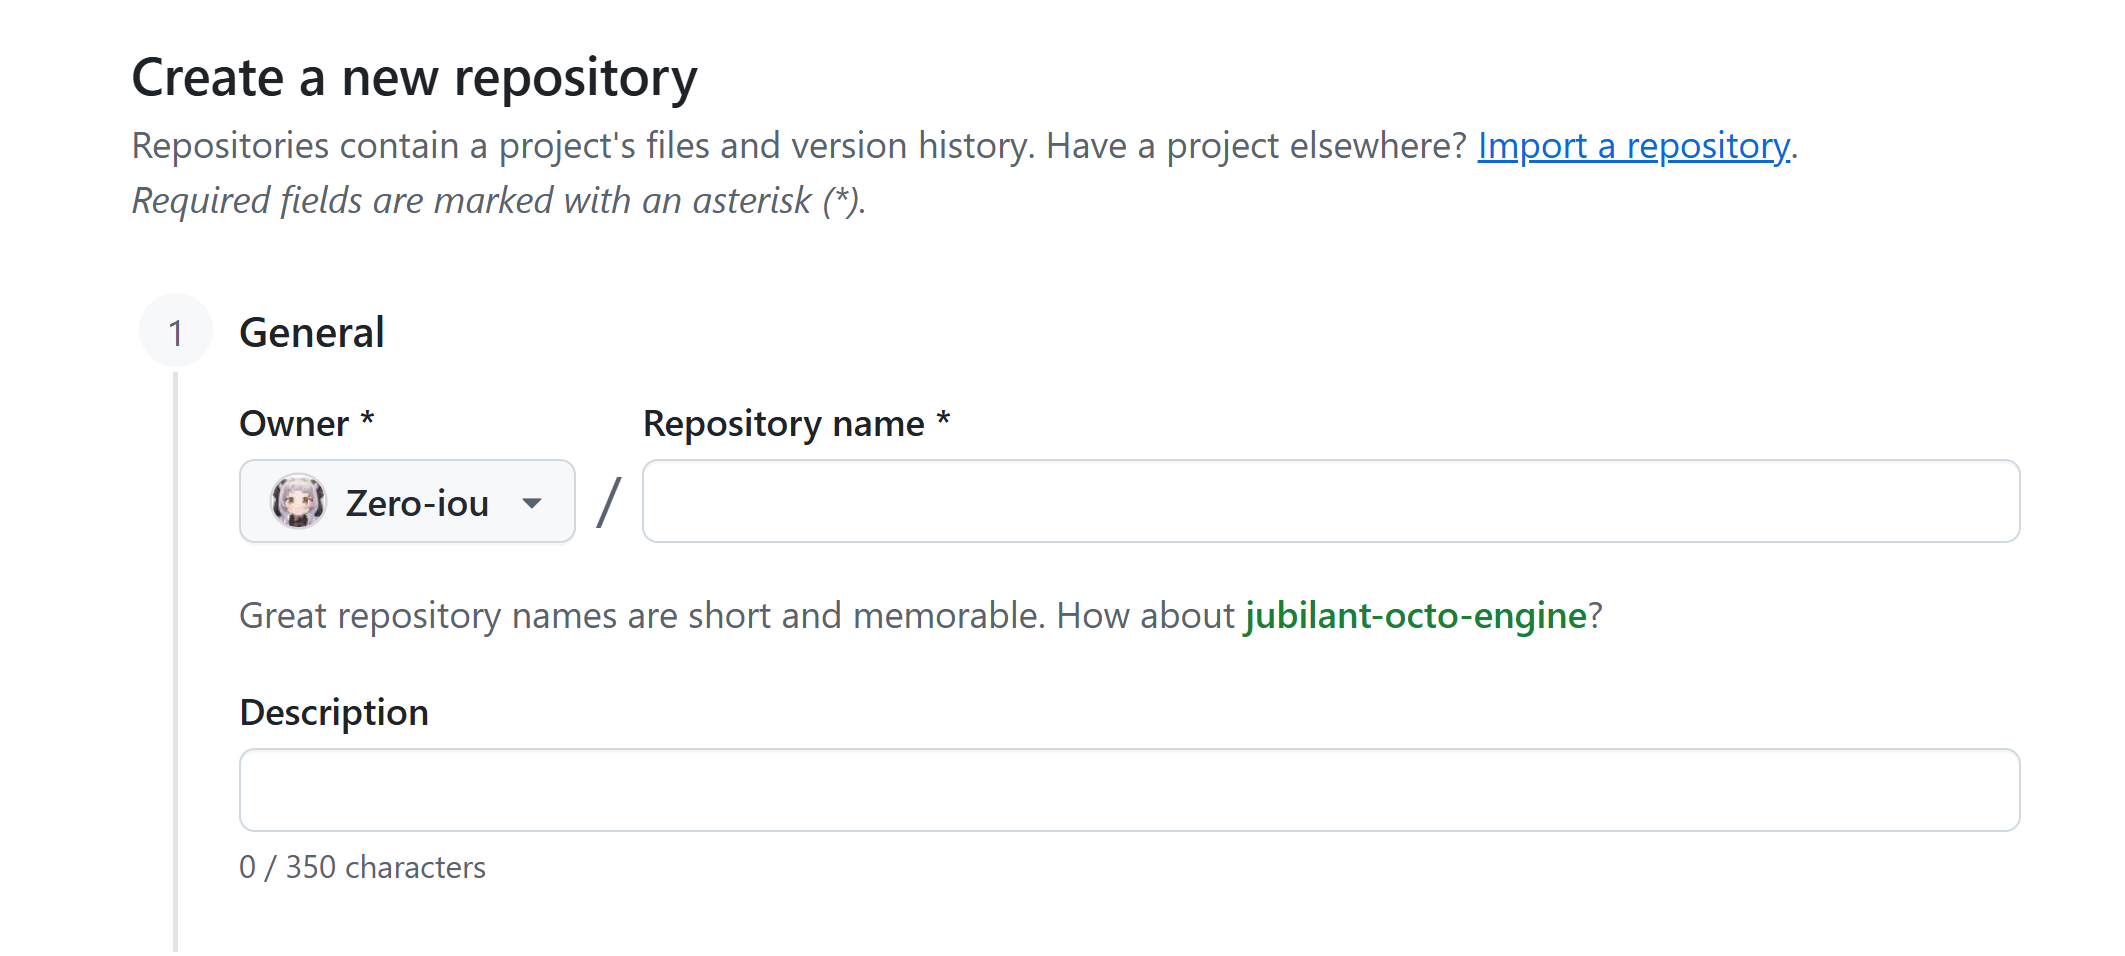 Create a new repository
Repositories contain a project's files and version history. Have a project elsewhere? Import a repository.
Required fields are marked with an asterisk (*).
1 General
Owner * Repository name *
Zero-iou /
Great repository names are short and memorable. How about jubilant-octo-engine?
Description
0 / 350 characters